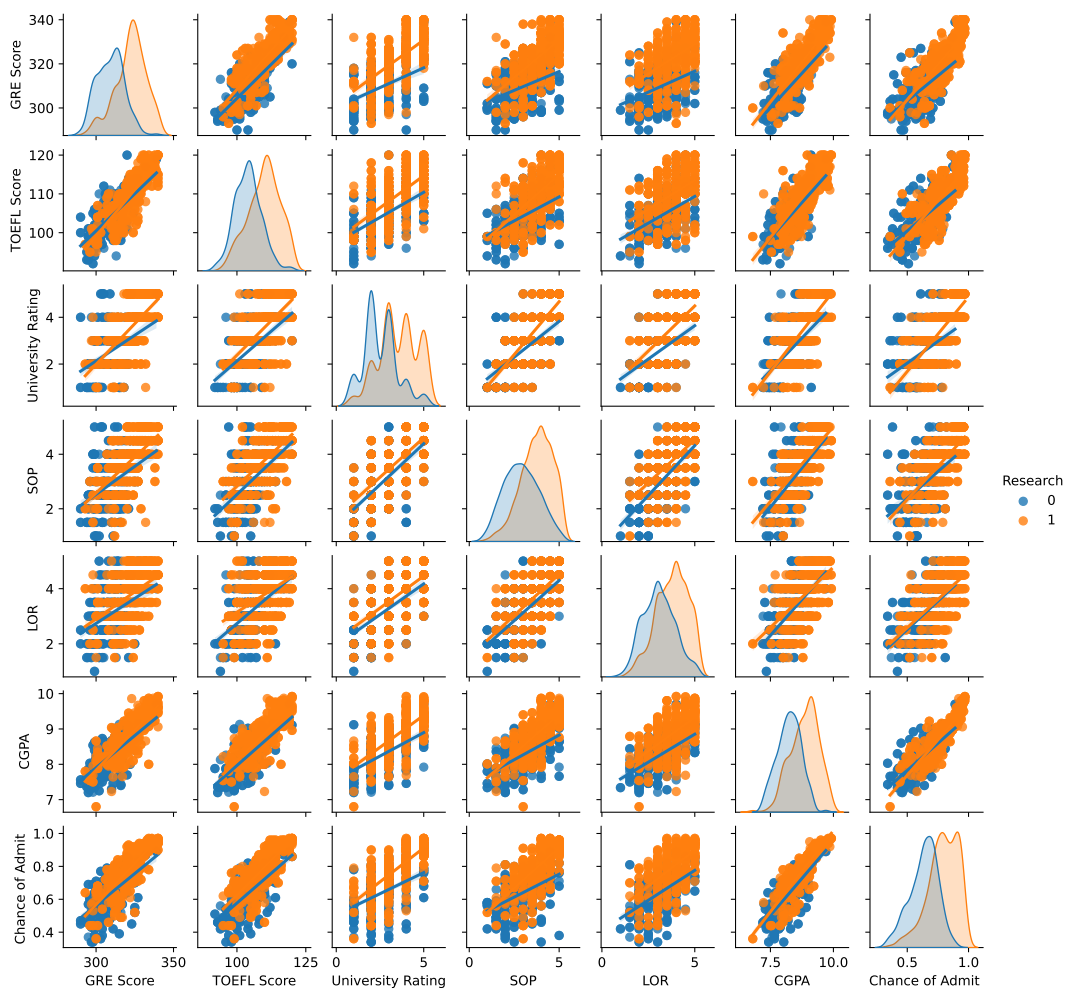 340
320
300
GRE Score
120
110
100
TOEFL Score
4
2
University Rating
4
2
SOP
Research
0
1
4
2
LOR
10
9
8
7
CGPA
1.0
0.8
0.6
0.4
Chance of Admit
300 350 100 125 0 5 0 5 0 5 7.5 10.0 0.5 1.0
GRE Score TOEFL Score University Rating SOP LOR CGPA Chance of Admit